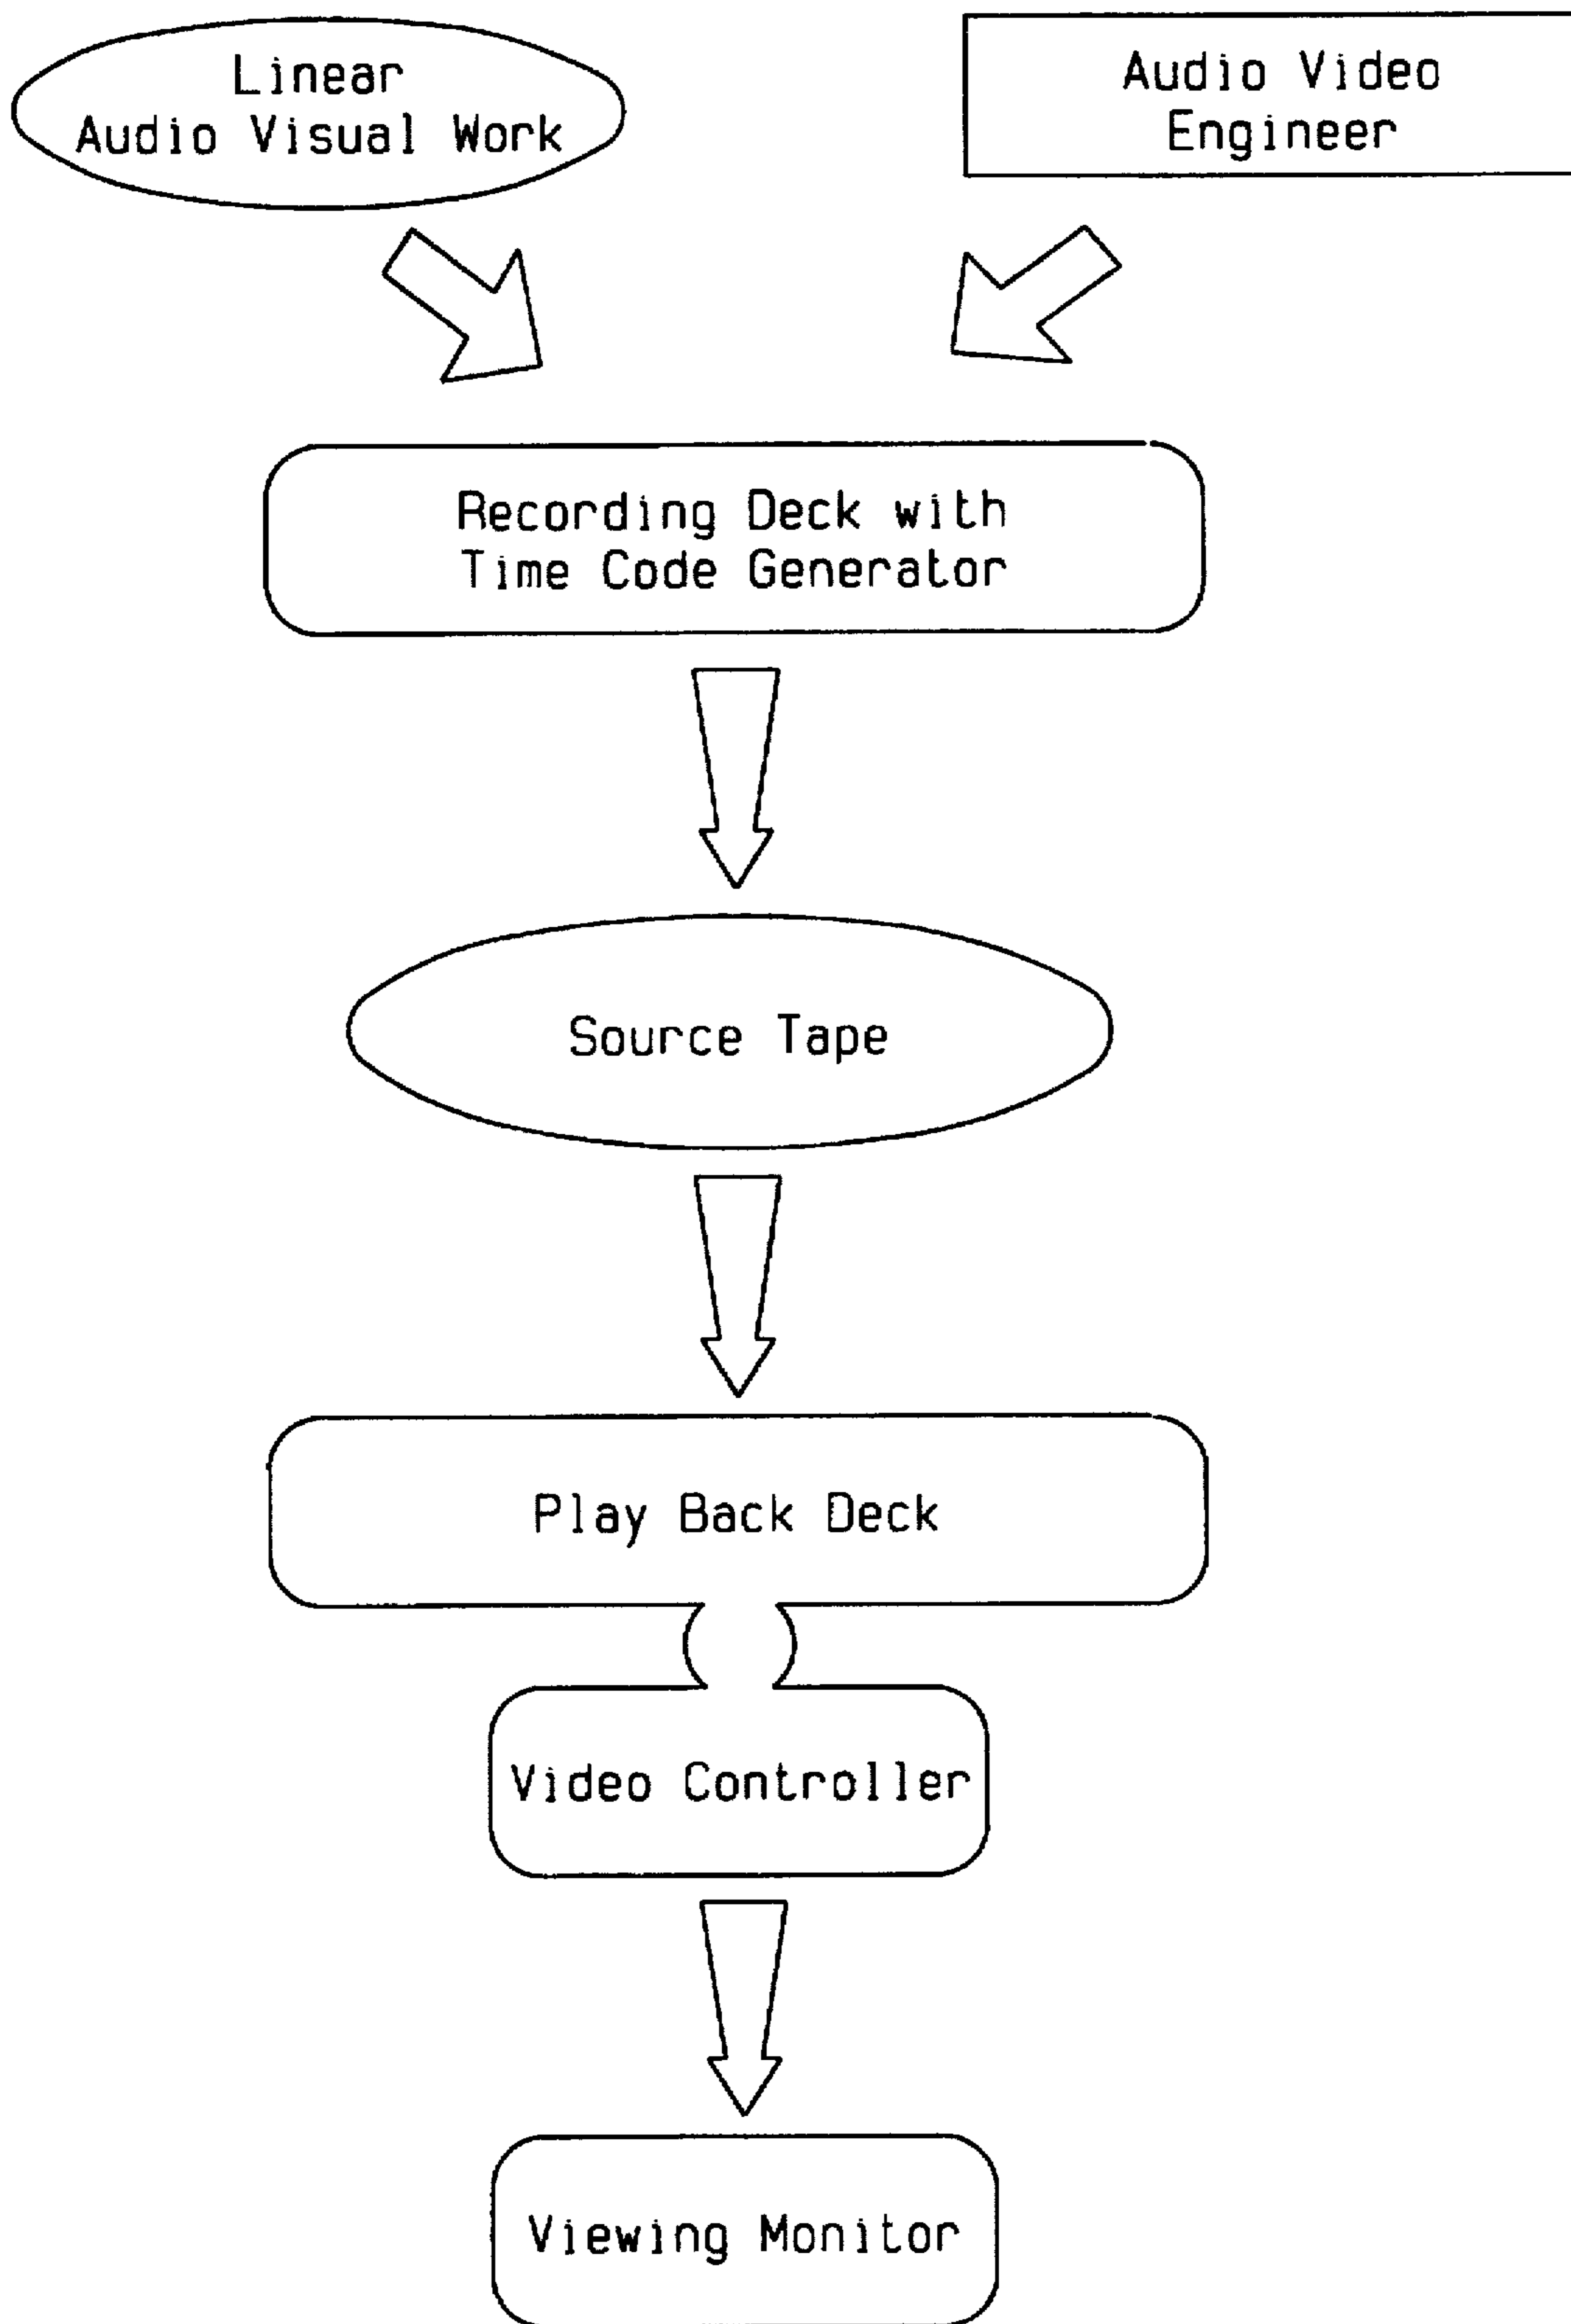 Linear
Audio Visual Work
Audio Video
Engineer
Recording Deck with
Time Code Generator
Source Tape
Play Back Deck
Video Controller
Viewing Monitor